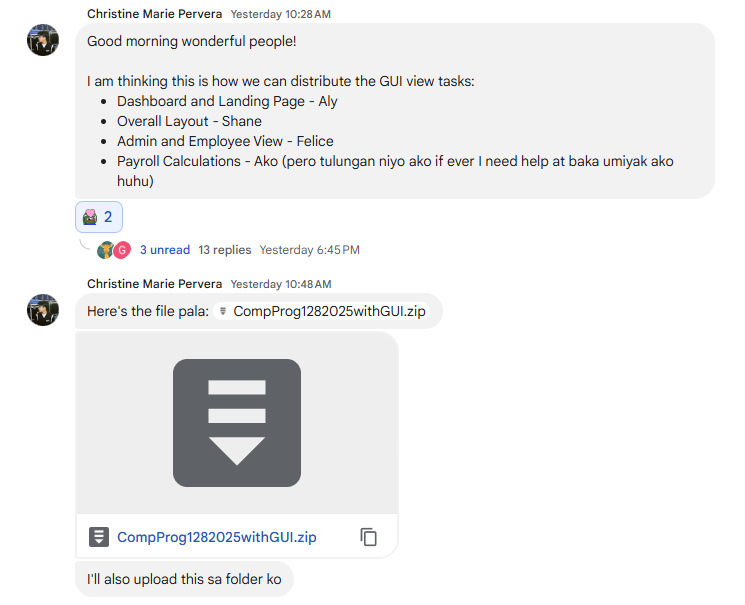 Christine Marie Pervera Yesterday 10:28 AM
Good morning wonderful people!
I am thinking this is how we can distribute the GUI view tasks:
• Dashboard and Landing Page - Aly
• Overall Layout - Shane
• Admin and Employee View - Felice
• Payroll Calculations - Ako (pero tulungan niyo ako if ever I need help at baka umiyak ako
huhu)
2
G 3 unread 13 replies Yesterday 6:45 PM
Christine Marie Pervera Yesterday 10:48 AM
Here's the file pala: CompProg1282025withGUI.zip
CompProg1282025withGUI.zip
I'll also upload this sa folder ko